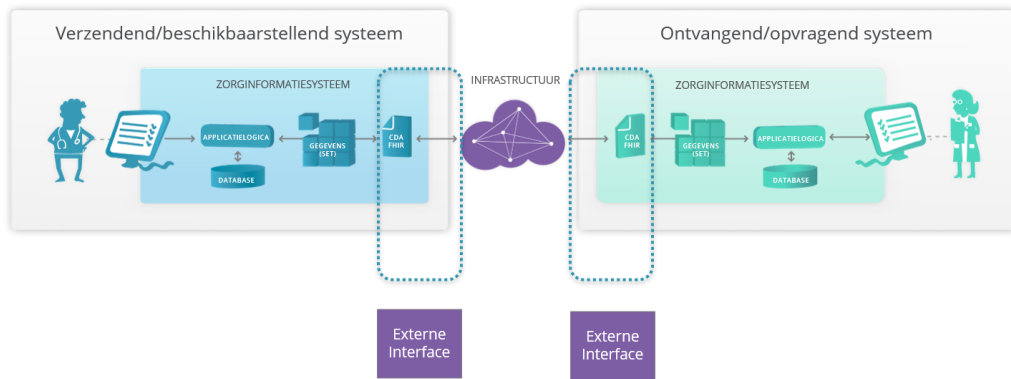 Verzendend/beschikbaarstellend systeem
ZORGINFORMATIESYSTEEM
APPLICATIELOGICA
DATABASE
GEGEVENS
(SET)
CDA
FHIR
INFRASTRUCTUUR
Ontvangend/opvragend systeem
ZORGINFORMATIESYSTEEM
CDA
FHIR
GEGEVENS
(SET)
APPLICATIELOGICA
DATABASE
Externe
Interface
Externe
Interface